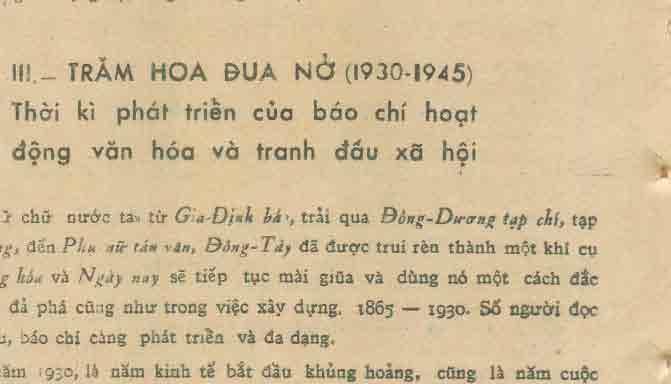 III.— TRĂM HOA ĐUA NỞ (1930-1945)
Thời kì phát triển của báo chí hoạt
động văn hóa và tranh đấu xã hội
chữ nước ta từ Gia-Định báo, trải qua Đông-Dương tạp chí, tạp
đến Phụ nữ tân văn, Đông-Tây đã được trui rèn thành một khí cụ
hóa và Ngày nay sẽ tiếp tục mài giũa và dùng nó một cách đắc
đả phá cũng như trong việc xây dựng. 1865 — 1930. Số người đọc
báo chí càng phát triển và đa dạng.
năm 1930, là năm kinh tế bắt đầu khủng hoảng, cũng là năm cuộc